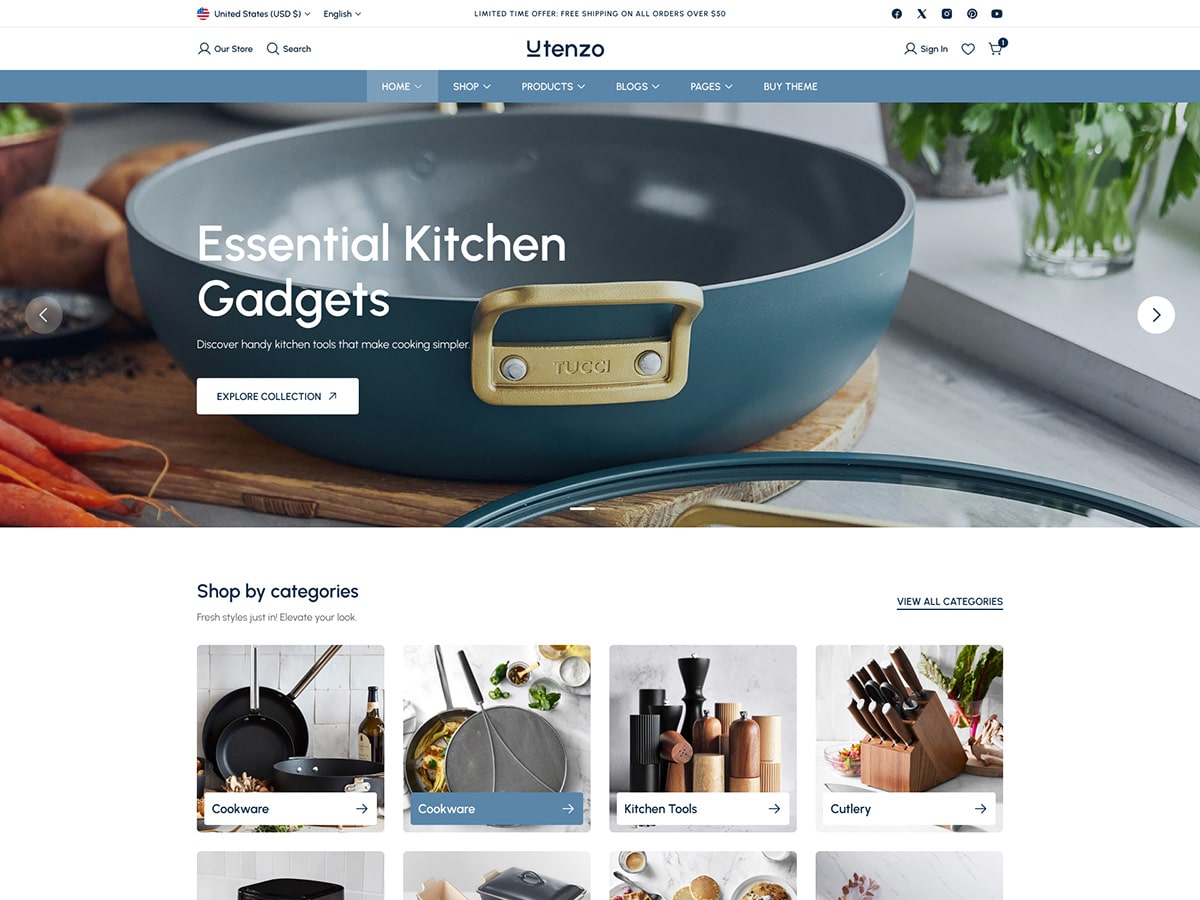 United States (USD $) English LIMITED TIME OFFER: FREE SHIPPING ON ALL ORDERS OVER $50
Our Store Search Utenzo Sign In 1
HOME SHOP PRODUCTS BLOGS PAGES BUY THEME
Essential Kitchen
Gadgets
Discover handy kitchen tools that make cooking simpler.
TUCCI
EXPLORE COLLECTION
Shop by categories
VIEW ALL CATEGORIES
Fresh styles just in! Elevate your look.
Cookware Cookware Kitchen Tools Cutlery